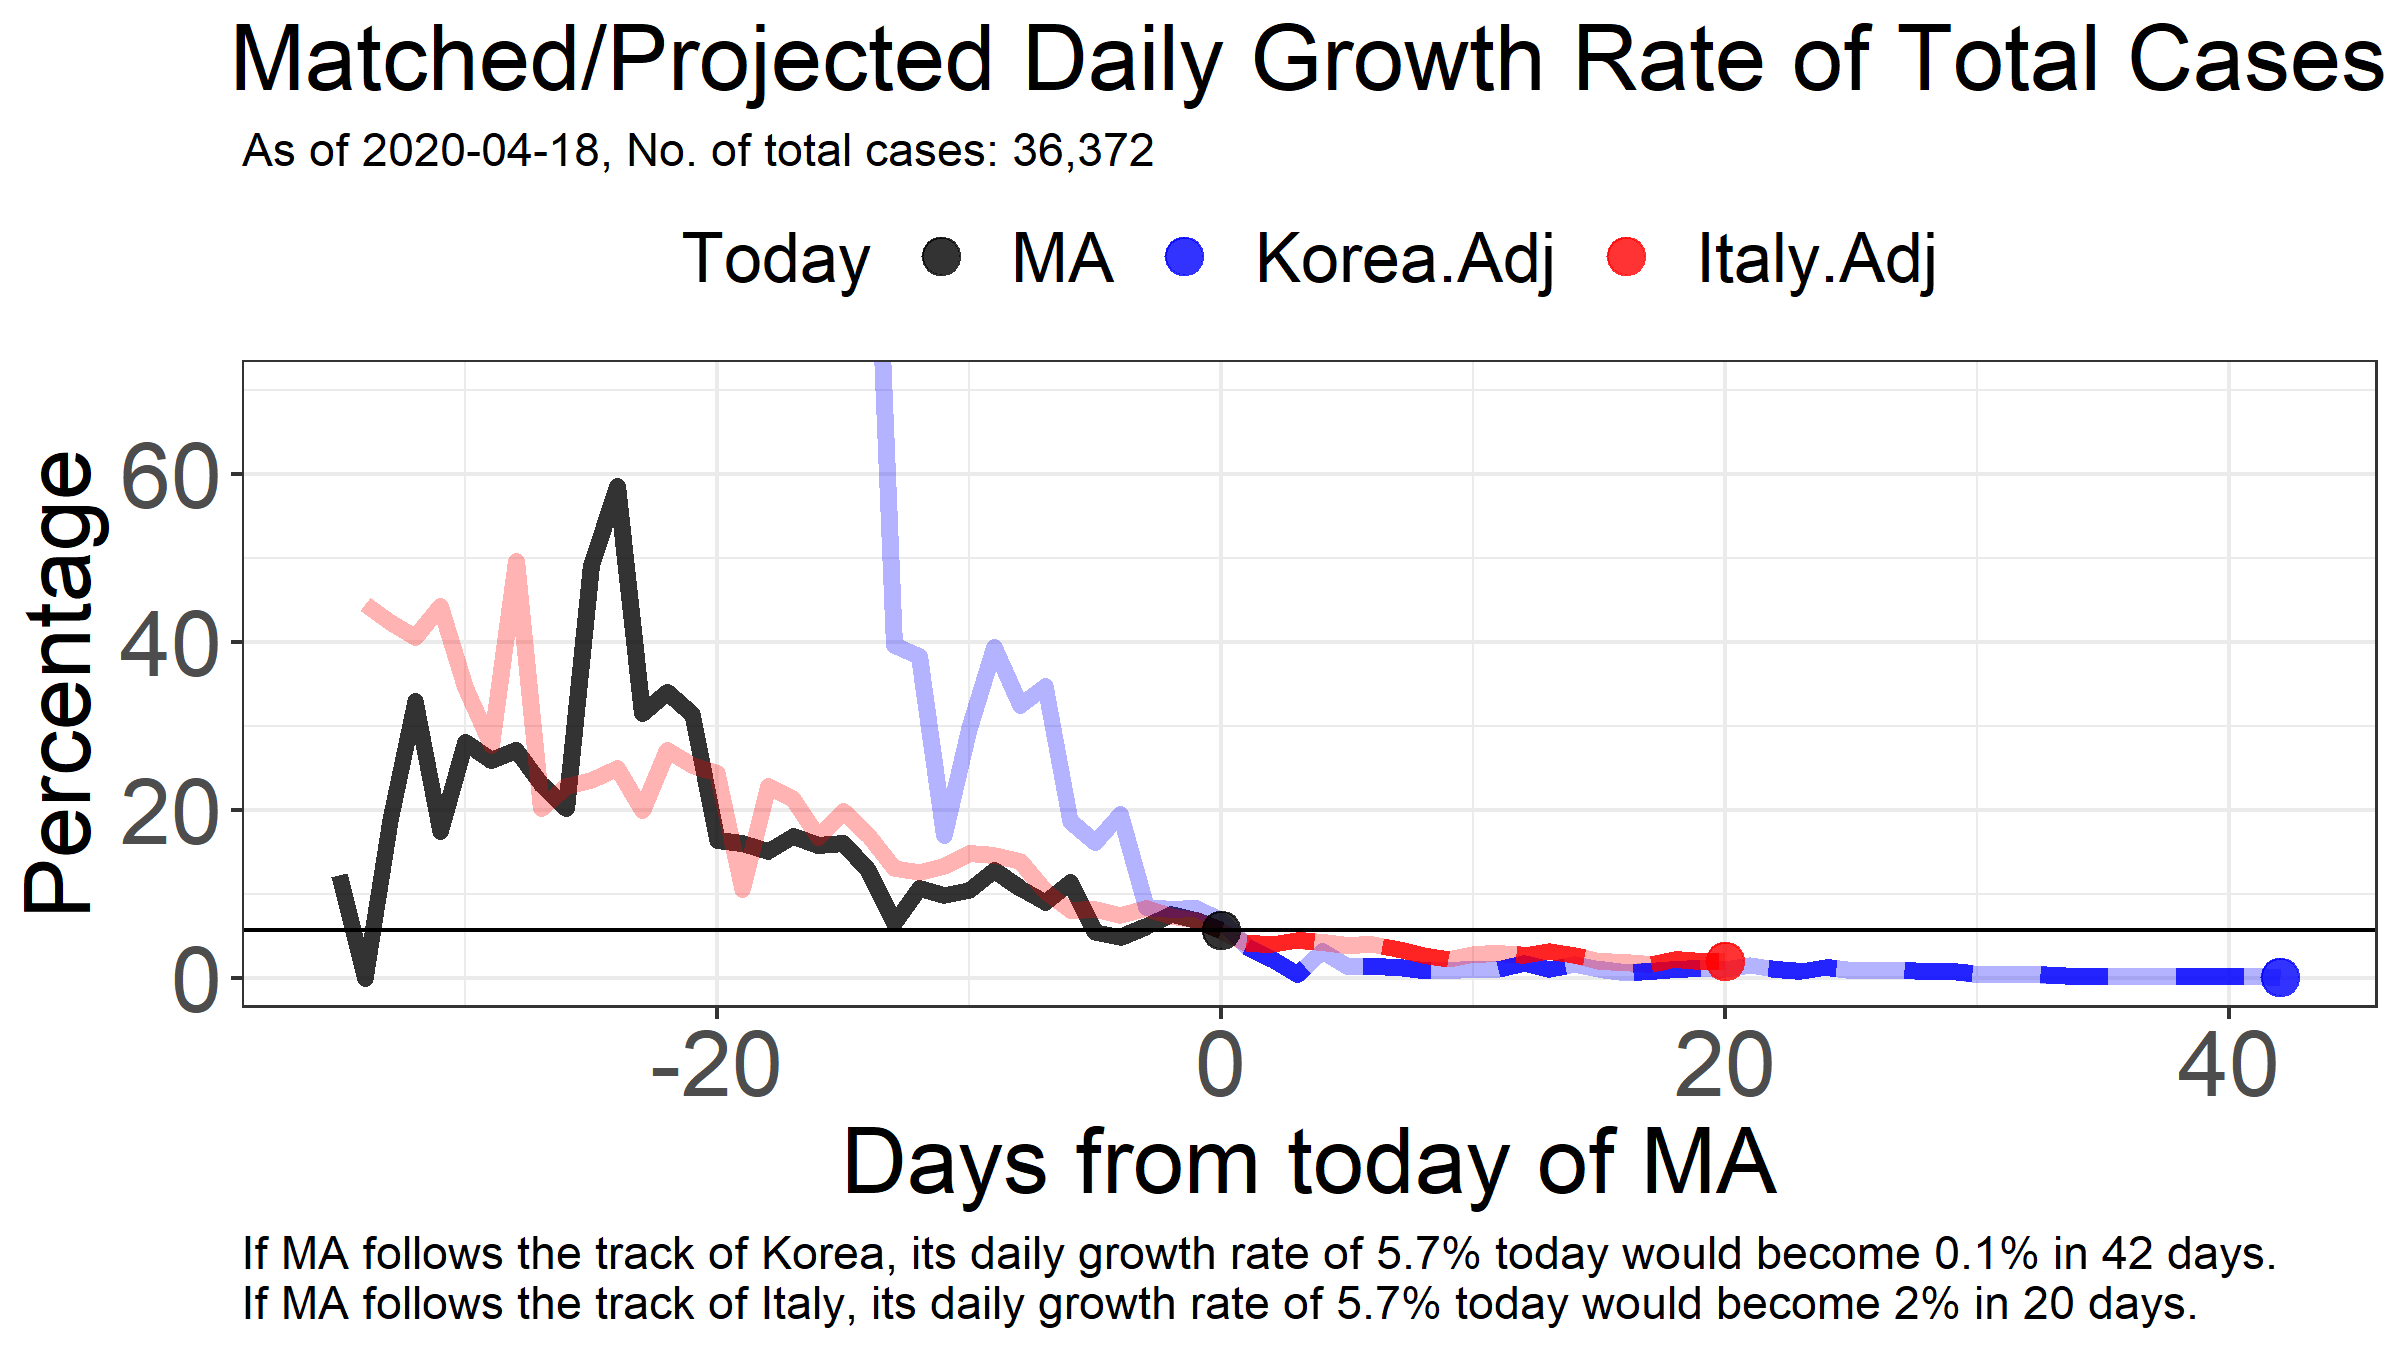 Matched/Projected Daily Growth Rate of Total Cases
As of 2020-04-18, No. of total cases: 36,372
Today MA Korea.Adj Italy.Adj
Percentage
60
40
20
0
-20 0 20 40
Days from today of MA
If MA follows the track of Korea, its daily growth rate of 5.7% today would become 0.1% in 42 days.
If MA follows the track of Italy, its daily growth rate of 5.7% today would become 2% in 20 days.